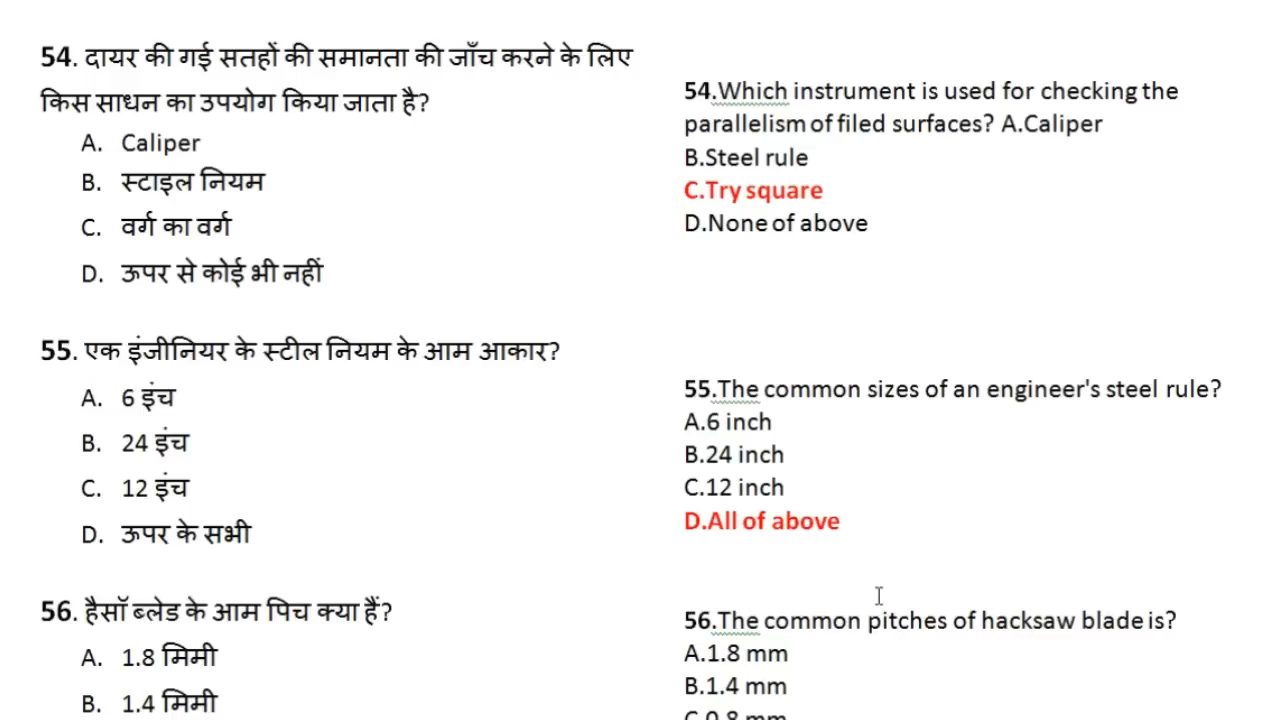 54. दायर की गई सतहों की समानता की जाँच करने के लिए
किस साधन का उपयोग किया जाता है?
A. Caliper
B. स्टाइल नियम
C. वर्ग का वर्ग
D. ऊपर से कोई भी नहीं
55. एक इंजीनियर के स्टील नियम के आम आकार?
A. 6 इंच
B. 24 इंच
C. 12 इंच
D. ऊपर के सभी
56. हैसॉ ब्लेड के आम पिच क्या हैं?
A. 1.8 मिमी
B. 1.4 मिमी
54.Which instrument is used for checking the
parallelism of filed surfaces? A.Caliper
B.Steel rule
C.Try square
D.None of above
55.The common sizes of an engineer's steel rule?
A.6 inch
B.24 inch
C.12 inch
D.All of above
56.The common pitches of hacksaw blade is?
A.1.8 mm
B.1.4 mm
C.0.8 mm